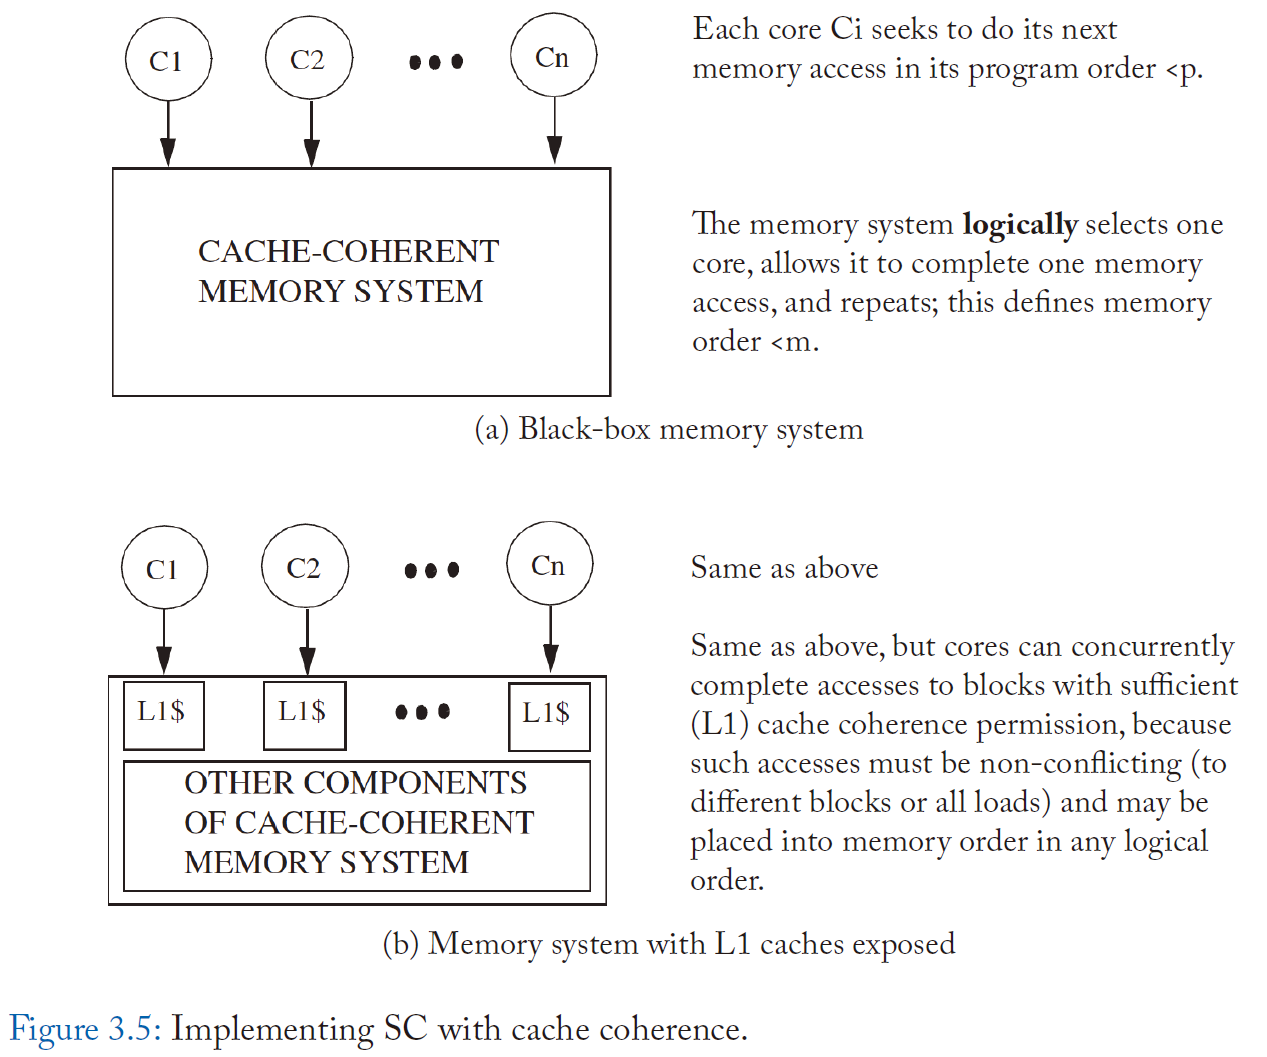 C1
C2
Cn
Each core Ci seeks to do its next
memory access in its program order <p.
CACHE-COHERENT
MEMORY SYSTEM
The memory system logically selects one
core, allows it to complete one memory
access, and repeats; this defines memory
order <m.
(a) Black-box memory system
C1
C2
Cn
Same as above
L1$
L1$
L1$
OTHER COMPONENTS
OF CACHE-COHERENT
MEMORY SYSTEM
Same as above, but cores can concurrently
complete accesses to blocks with sufficient
(L1) cache coherence permission, because
such accesses must be non-conflicting (to
different blocks or all loads) and may be
placed into memory order in any logical
order.
(b) Memory system with L1 caches exposed
Figure 3.5: Implementing SC with cache coherence.